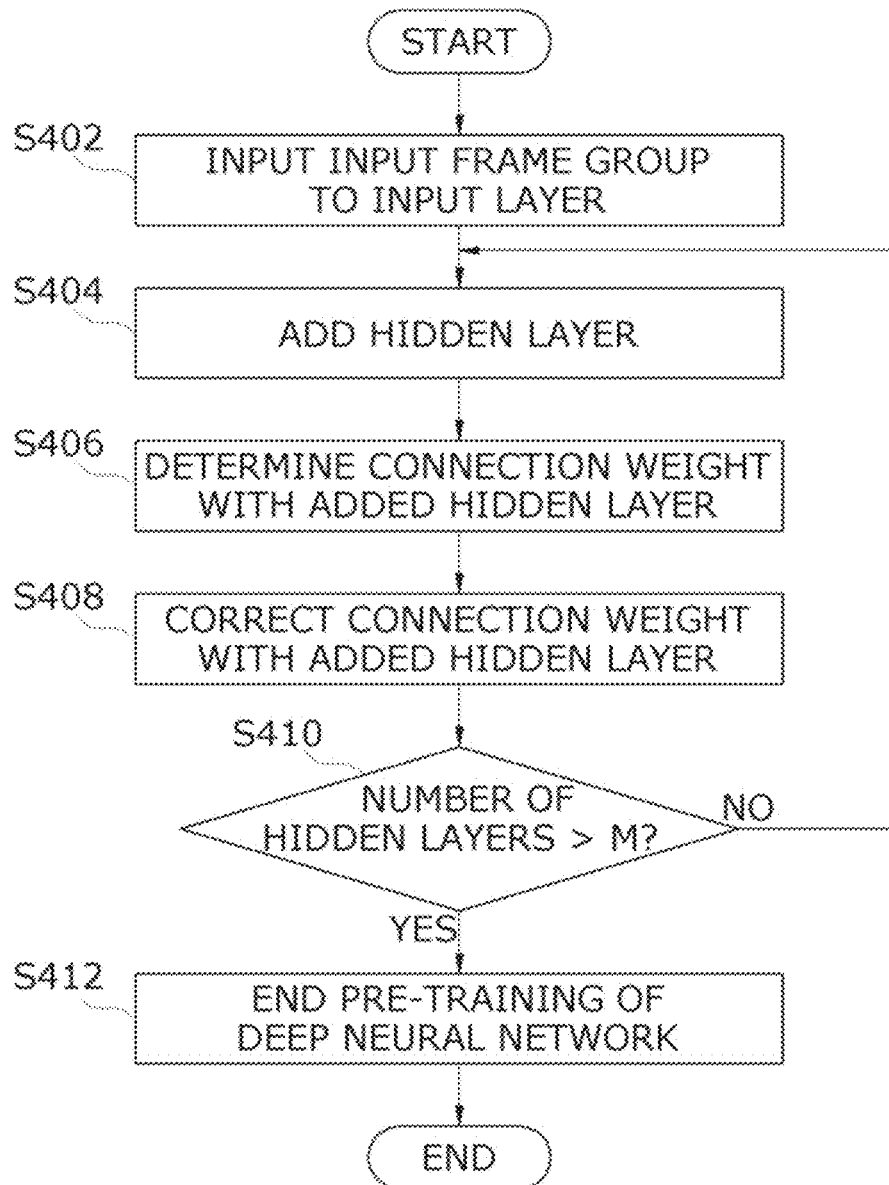 START
S402
INPUT INPUT FRAME GROUP
TO INPUT LAYER
S404
ADD HIDDEN LAYER
S406
DETERMINE CONNECTION WEIGHT
WITH ADDED HIDDEN LAYER
S408
CORRECT CONNECTION WEIGHT
WITH ADDED HIDDEN LAYER
S410
NUMBER OF
HIDDEN LAYERS > M?
NO
YES
S412
END PRE-TRAINING OF
DEEP NEURAL NETWORK
END